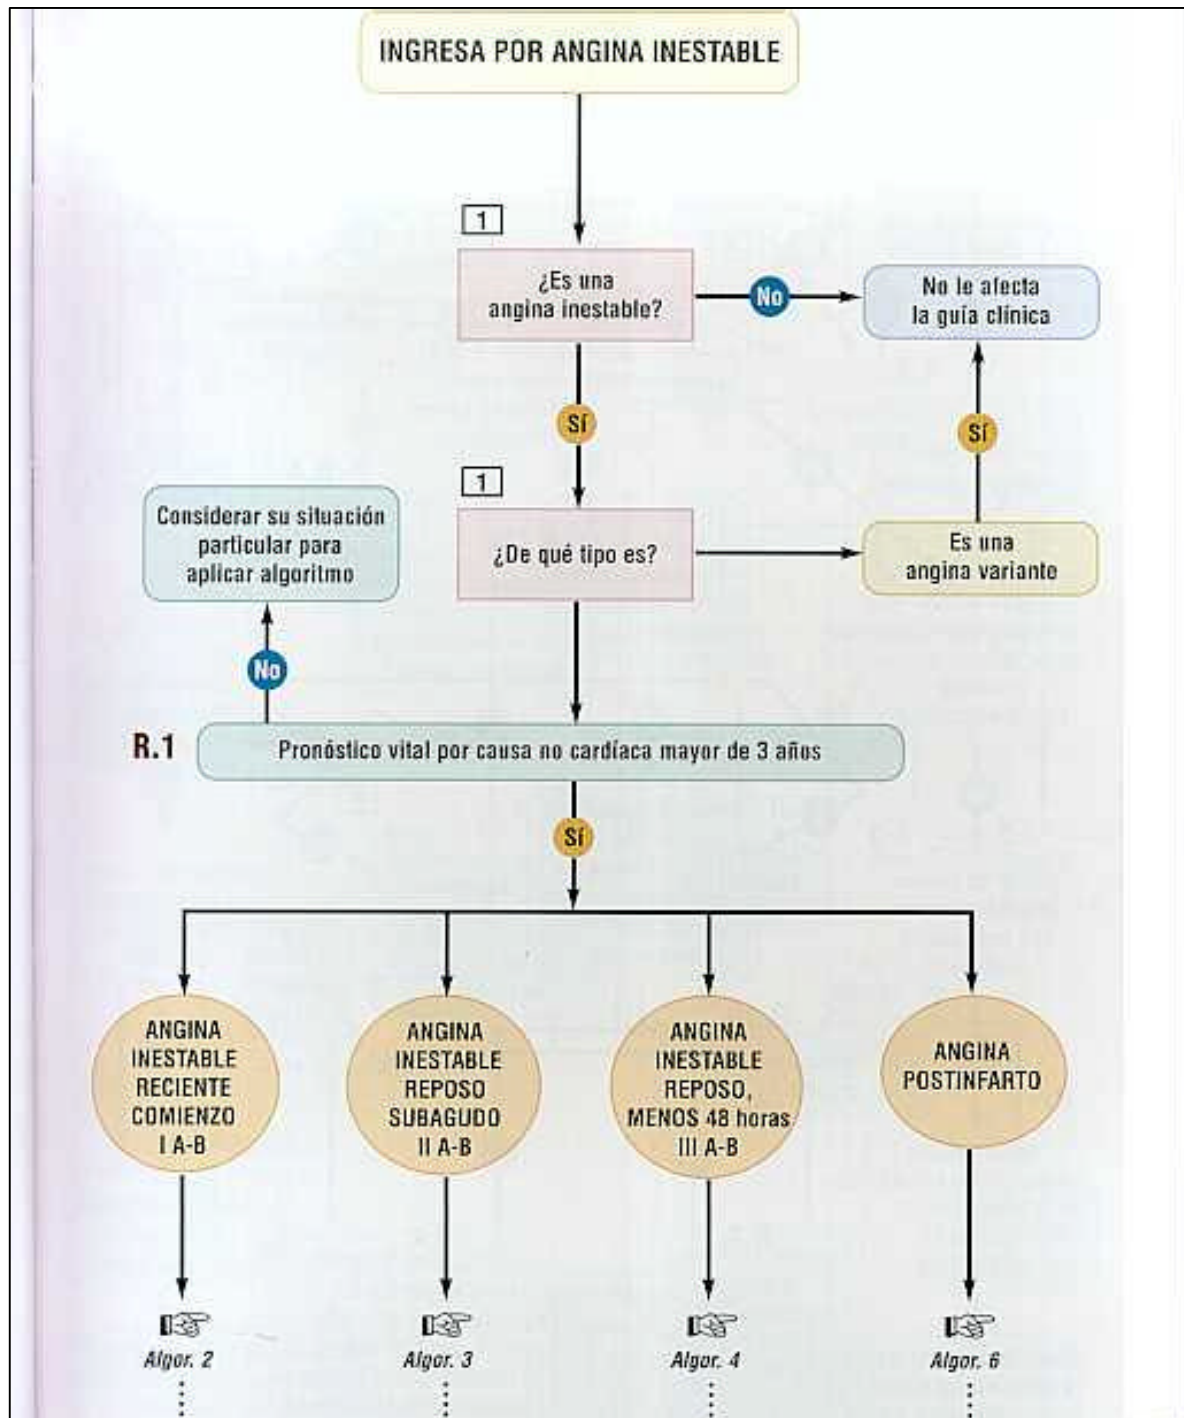 INGRESA POR ANGINA INESTABLE
1
¿Es una
angina inestable?
No
No le afecta
la guía clínica
Sí
Sí
1
Considerar su situación
particular para
aplicar algoritmo
¿De qué tipo es?
Es una
angina variante
No
R.1
Pronóstico vital por causa no cardíaca mayor de 3 años
Sí
ANGINA
INESTABLE
RECIENTE
COMIENZO
I A-B
ANGINA
INESTABLE
REPOSO
SUBAGUDO
II A-B
ANGINA
INESTABLE
REPOSO,
MENOS 48 horas
III A-B
ANGINA
POSTINFARTO
Algor. 2
Algor. 3
Algor. 4
Algor. 6